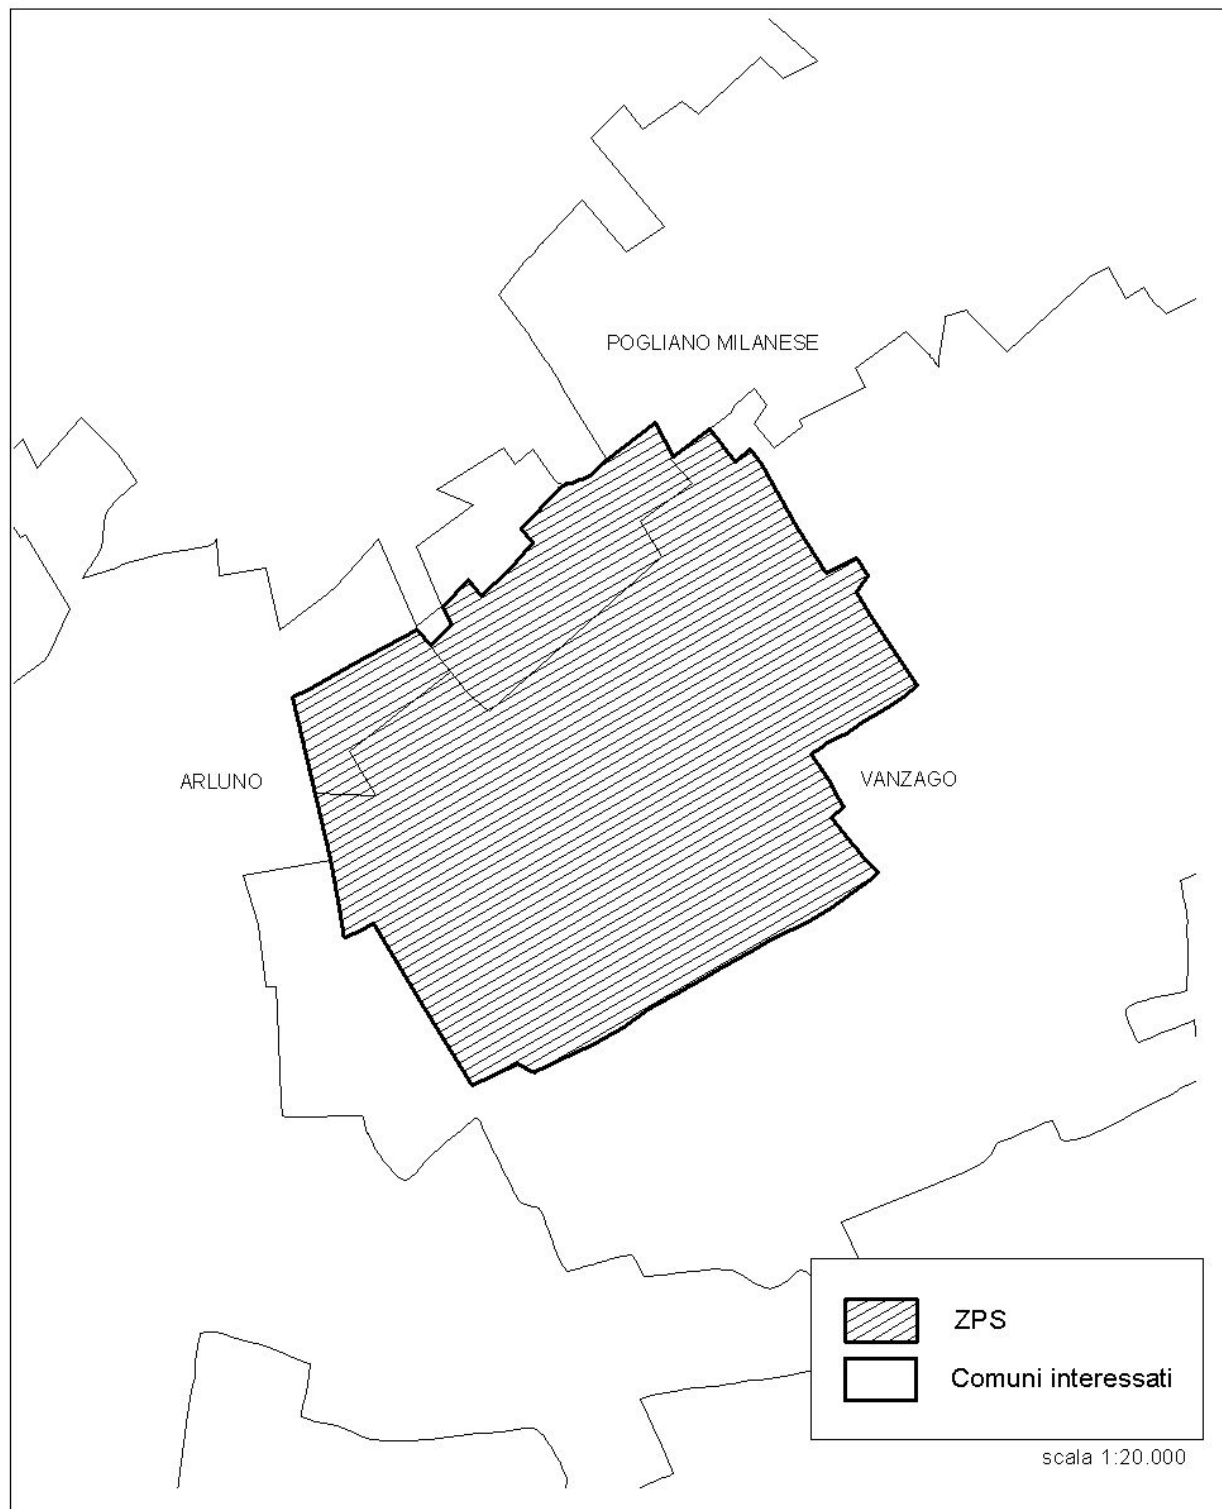 POGLIANO MILANESE
ARLUNO
VANZAGO
ZPS
Comuni interessati
scala 1:20.000